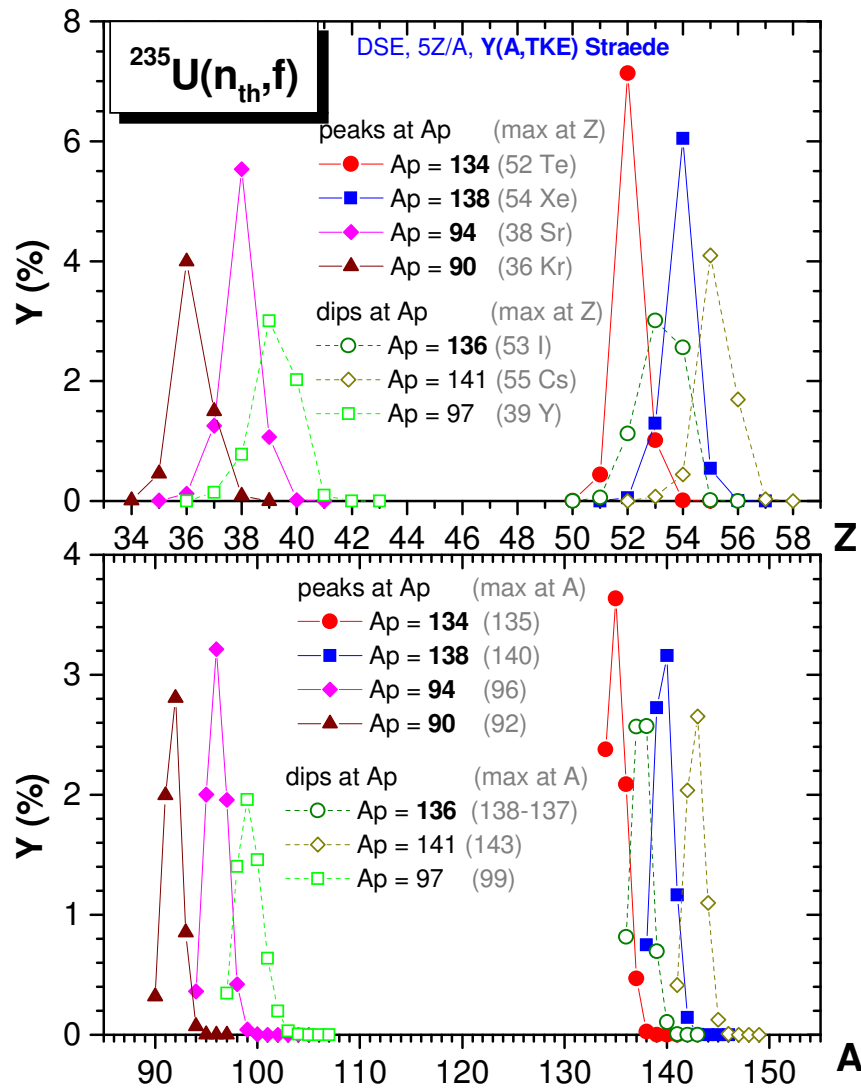 8
²³⁵U(n_th,f)
DSE, 5Z/A, Y(A,TKE) Straede
peaks at Ap (max at Z)
Ap = 134 (52 Te)
6
Ap = 138 (54 Xe)
Ap = 94 (38 Sr)
Ap = 90 (36 Kr)
4
Y (%)
dips at Ap (max at Z)
Ap = 136 (53 I)
Ap = 141 (55 Cs)
2
Ap = 97 (39 Y)
0
34 36 38 40 42 44 46 48 50 52 54 56 58 Z
4
peaks at Ap (max at A)
Ap = 134 (135)
Ap = 138 (140)
3
Ap = 94 (96)
Ap = 90 (92)
Y (%)
dips at Ap (max at A)
2
Ap = 136 (138-137)
Ap = 141 (143)
Ap = 97 (99)
1
0
90 100 110 120 130 140 150 A